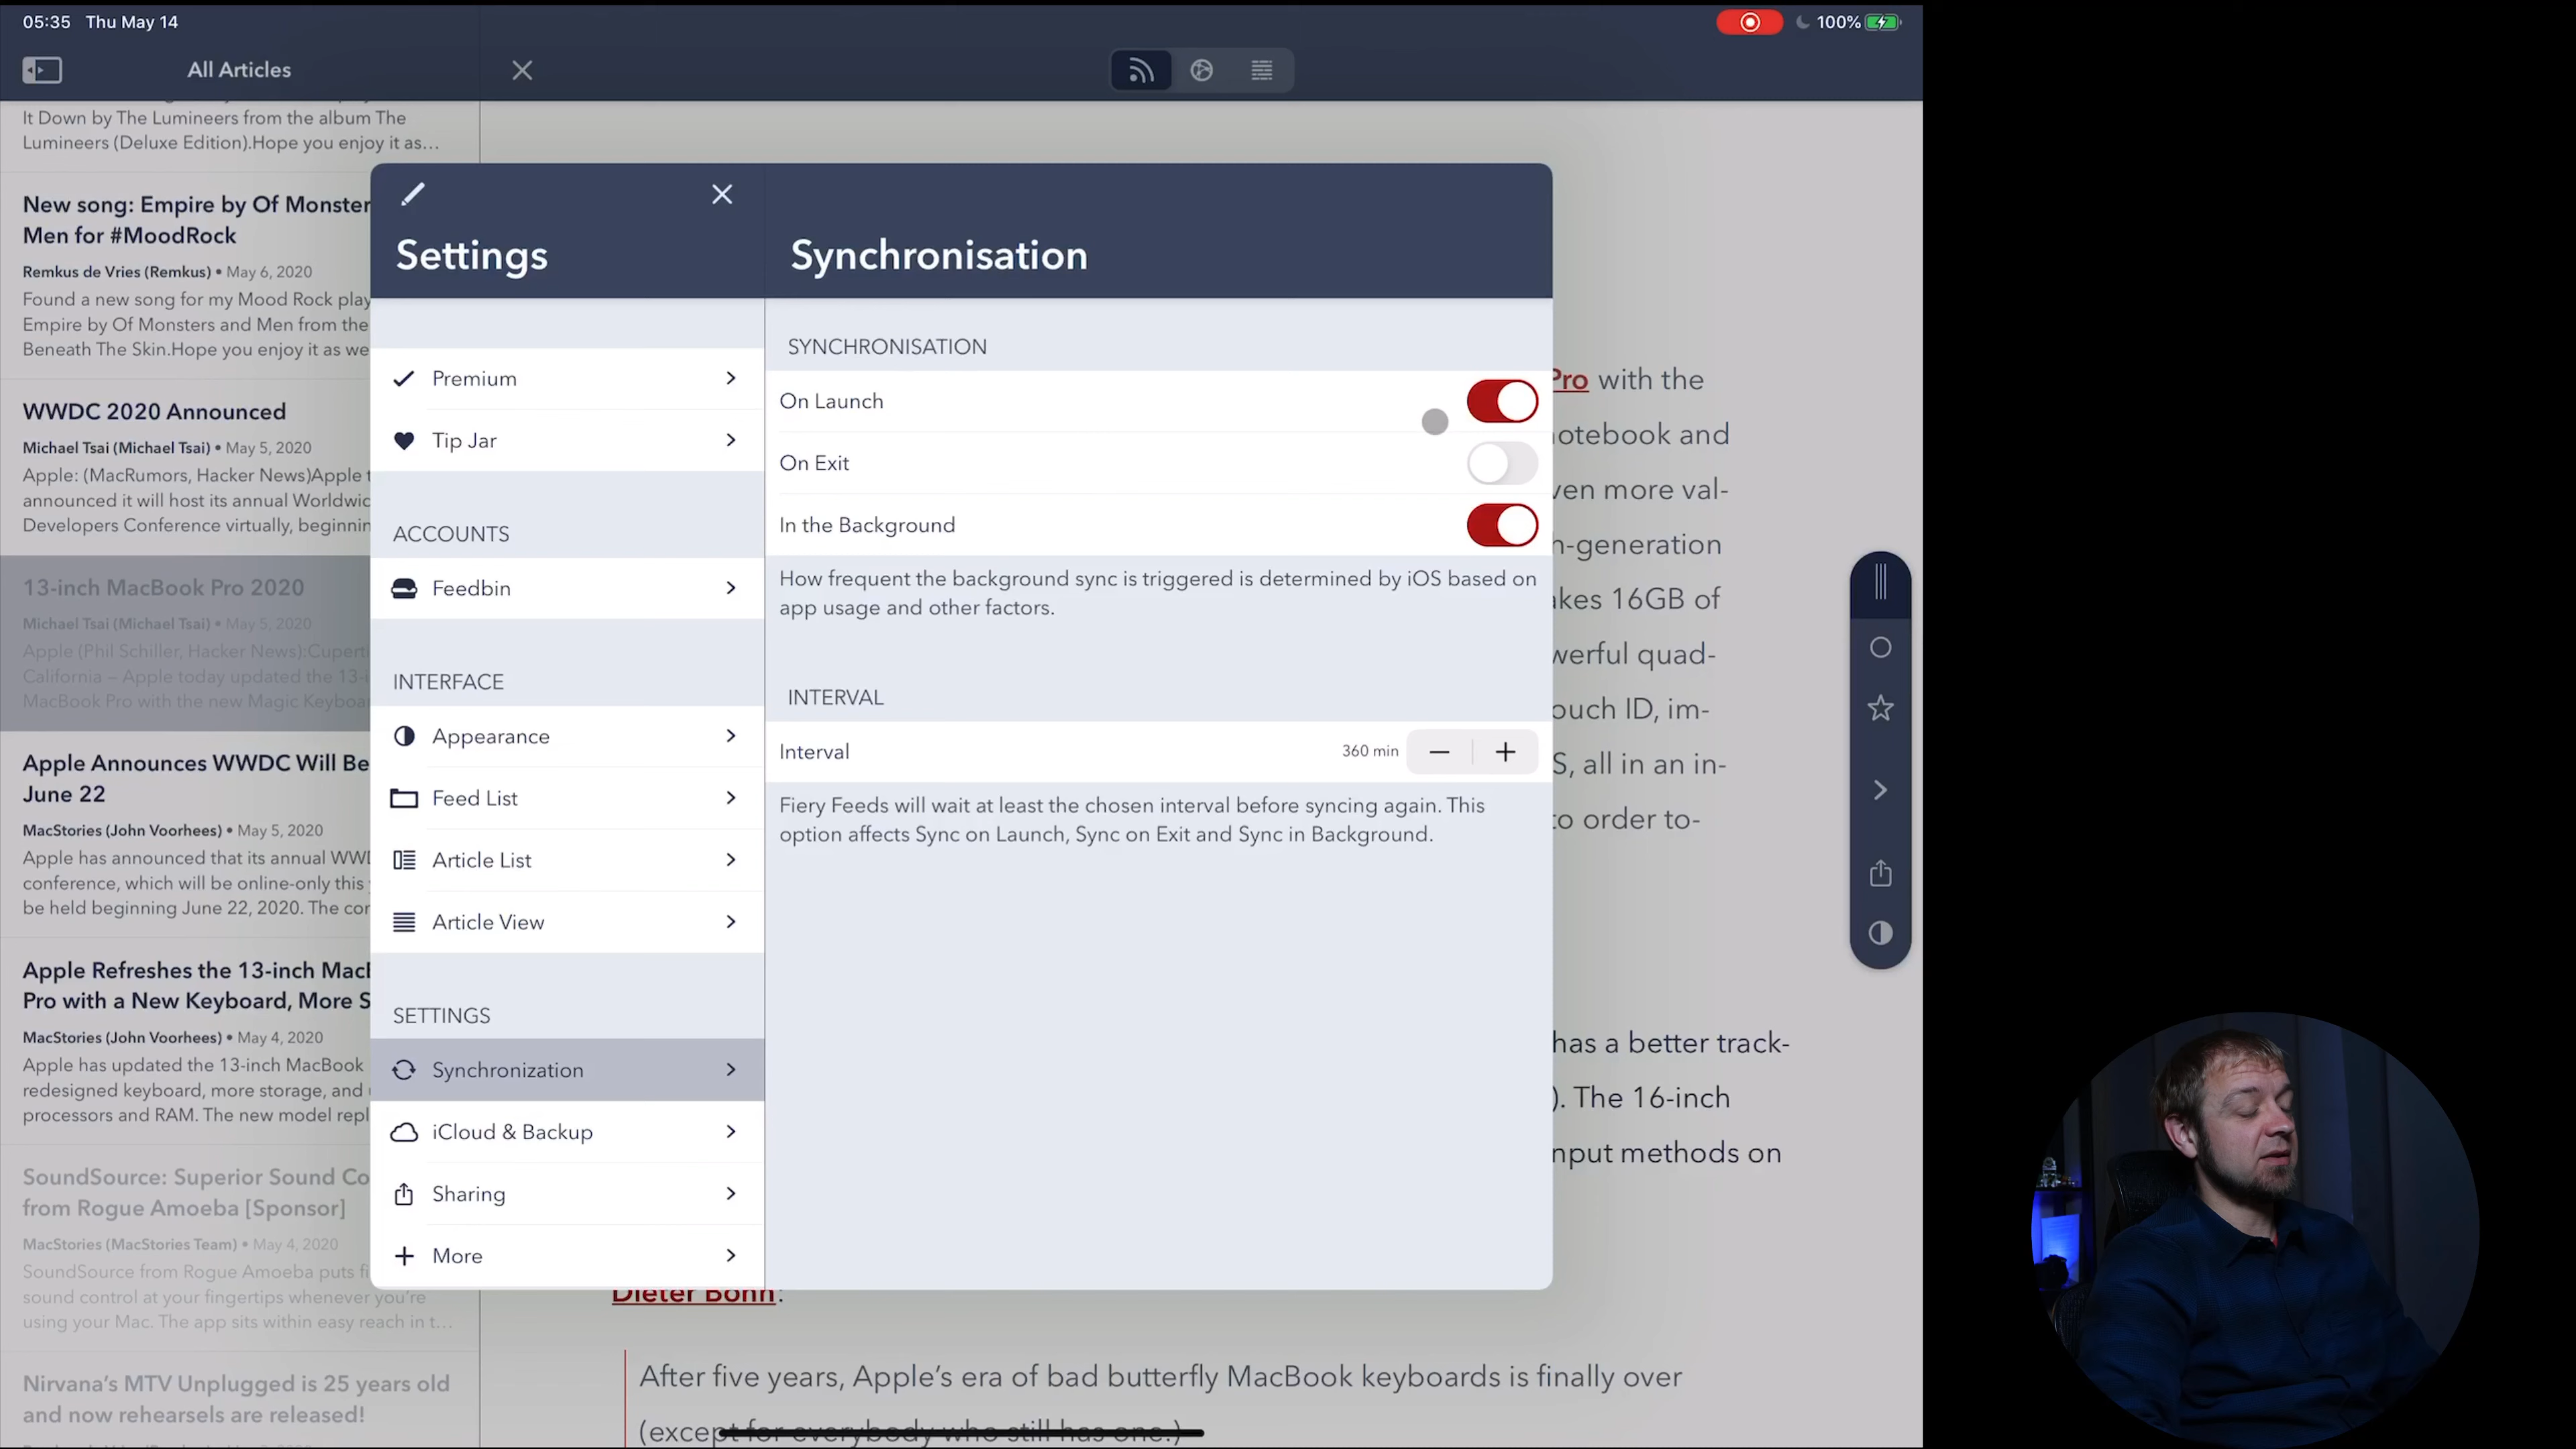 05:35 Thu May 14
100%
All Articles
It Down by The Lumineers from the album The
Lumineers (Deluxe Edition).Hope you enjoy it as…
New song: Empire by Of Monster
Men for #MoodRock
Remkus de Vries (Remkus) • May 6, 2020
Found a new song for my Mood Rock play
Empire by Of Monsters and Men from the
Beneath The Skin.Hope you enjoy it as we
WWDC 2020 Announced
Michael Tsai (Michael Tsai) • May 5, 2020
Apple: (MacRumors, Hacker News)Apple t
announced it will host its annual Worldwic
Developers Conference virtually, beginnin
13-inch MacBook Pro 2020
Michael Tsai (Michael Tsai) • May 5, 2020
Apple (Phil Schiller, Hacker News):Cuperti
California – Apple today updated the 13-i
MacBook Pro with the new Magic Keyboar
Apple Announces WWDC Will Be
June 22
MacStories (John Voorhees) • May 5, 2020
Apple has announced that its annual WWD
conference, which will be online-only this
be held beginning June 22, 2020. The cor
Apple Refreshes the 13-inch MacB
Pro with a New Keyboard, More S
MacStories (John Voorhees) • May 4, 2020
Apple has updated the 13-inch MacBook
redesigned keyboard, more storage, and
processors and RAM. The new model repl
SoundSource: Superior Sound Co
from Rogue Amoeba [Sponsor]
MacStories (MacStories Team) • May 4, 2020
SoundSource from Rogue Amoeba puts fi
sound control at your fingertips whenever you're
using your Mac. The app sits within easy reach in t…
Nirvana's MTV Unplugged is 25 years old
and now rehearsels are released!
Settings
Premium
Tip Jar
ACCOUNTS
Feedbin
INTERFACE
Appearance
Feed List
Article List
Article View
SETTINGS
Synchronization
iCloud & Backup
Sharing
More
Synchronisation
SYNCHRONISATION
On Launch
On Exit
In the Background
How frequent the background sync is triggered is determined by iOS based on
app usage and other factors.
INTERVAL
Interval 360 min
Fiery Feeds will wait at least the chosen interval before syncing again. This
option affects Sync on Launch, Sync on Exit and Sync in Background.
Pro with the
otebook and
ven more val-
n-generation
akes 16GB of
werful quad-
ouch ID, im-
S, all in an in-
to order to-
has a better track-
). The 16-inch
nput methods on
Dieter Bohn:
After five years, Apple's era of bad butterfly MacBook keyboards is finally over
(except for everybody who still has one.)